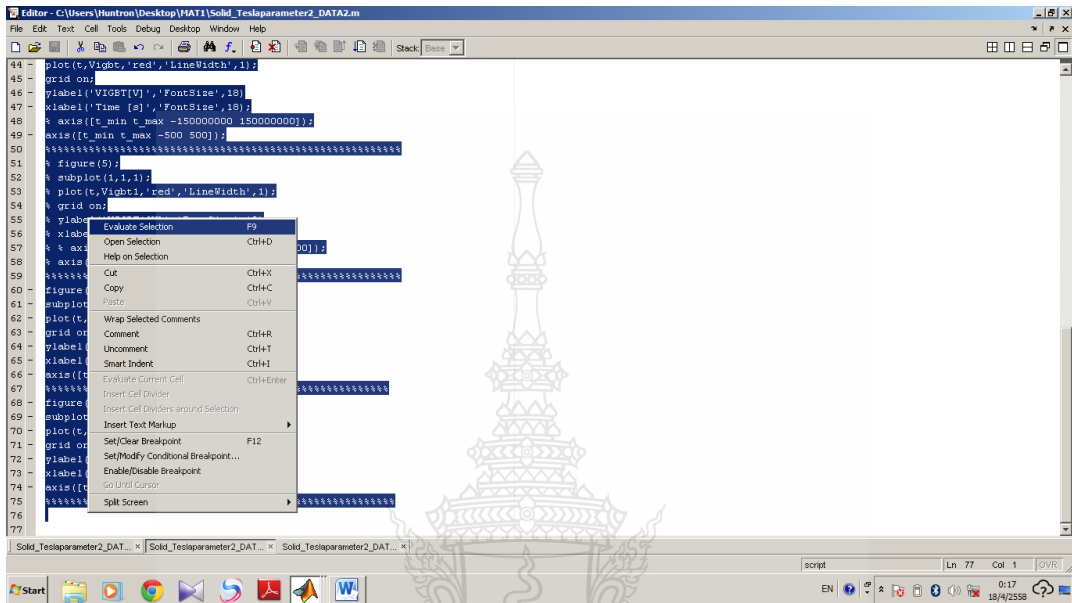 Editor - C:\Users\Huntron\Desktop\MAT1\Solid_Teslaparameter2_DATA2.m
File Edit Text Cell Tools Debug Desktop Window Help
Stack: Base
44 - plot(t,Vigbt,'red','LineWidth',1);
45 - grid on;
46 - ylabel('VIGBT[V]','FontSize',18)
47 - xlabel('Time [s]','FontSize',18);
48 % axis([t_min t_max -150000000 150000000]);
49 - axis([t_min t_max -500 500]);
50
51 % figure(5);
52 % subplot(1,1,1);
53 % plot(t,Vigbt1,'red','LineWidth',1);
54 % grid on;
55 % ylabe
56 % xlabe
57 % % axi 00]);
58 % axis
59
60 - figure
61 - subplot
62 - plot(t,
63 - grid on
64 - ylabel
65 - xlabel
66 - axis([t
67
68 - figure
69 - subplot
70 - plot(t,
71 - grid on
72 - ylabel
73 - xlabel
74 - axis([t
75
76
77
Evaluate Selection F9
Open Selection Ctrl+D
Help on Selection
Cut Ctrl+X
Copy Ctrl+C
Paste Ctrl+V
Wrap Selected Comments
Comment Ctrl+R
Uncomment Ctrl+T
Smart Indent Ctrl+I
Evaluate Current Cell Ctrl+Enter
Insert Cell Divider
Insert Cell Dividers around Selection
Insert Text Markup
Set/Clear Breakpoint F12
Set/Modify Conditional Breakpoint...
Enable/Disable Breakpoint
Go Until Cursor
Split Screen
Solid_Teslaparameter2_DAT... × Solid_Teslaparameter2_DAT... × Solid_Teslaparameter2_DAT... ×
script Ln 77 Col 1 OVR
Start EN 0:17
18/4/2558